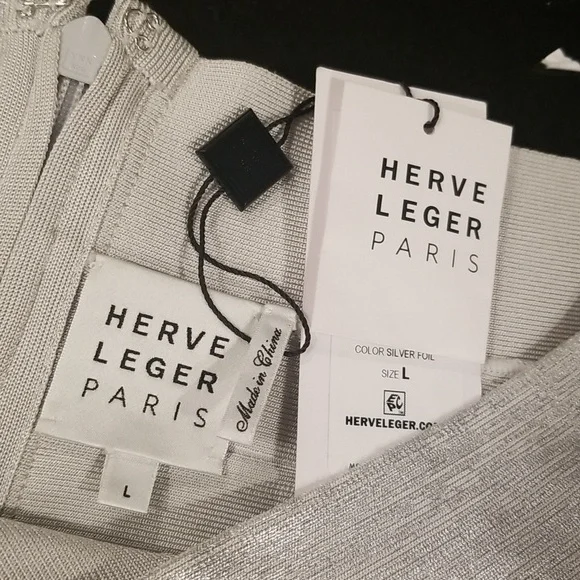 HERVE
LEGER
PARIS
COLOR SILVER FOIL
SIZE L
HERVELEGER.CO
HERVE
LEGER
PARIS
Made in China
L